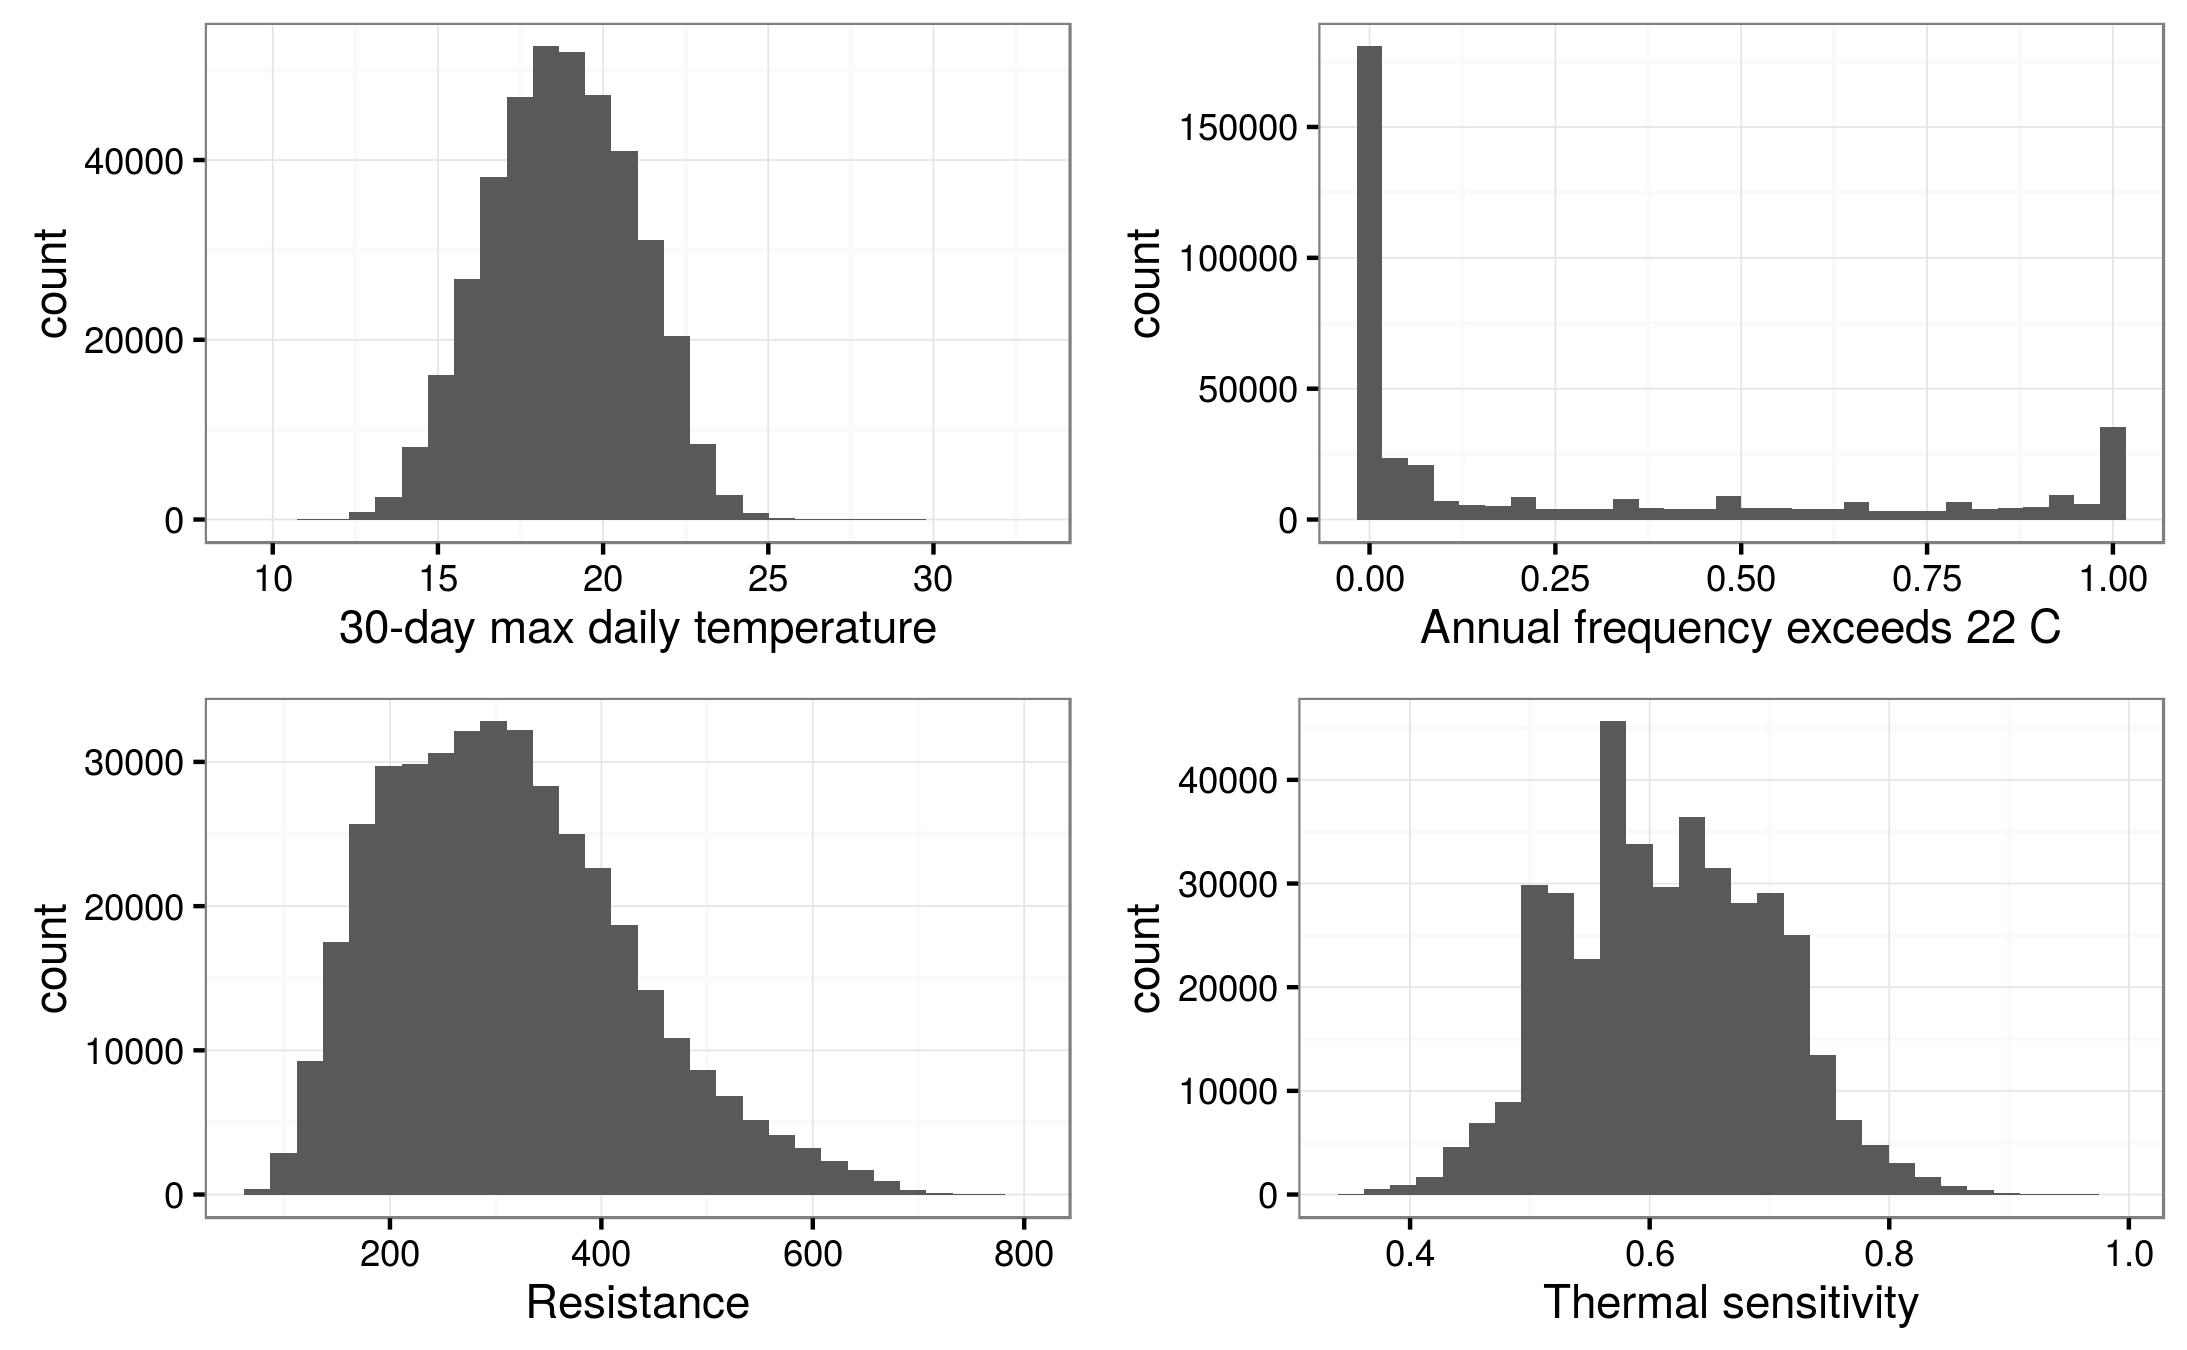 count
40000
20000
0
10 15 20 25 30
30-day max daily temperature
count
150000
100000
50000
0
0.00 0.25 0.50 0.75 1.00
Annual frequency exceeds 22 C
count
30000
20000
10000
0
200 400 600 800
Resistance
count
40000
30000
20000
10000
0
0.4 0.6 0.8 1.0
Thermal sensitivity